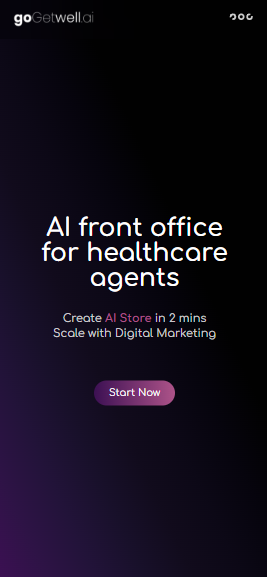 goGetwell.ai
AI front office
for healthcare
agents
Create AI Store in 2 mins
Scale with Digital Marketing
Start Now